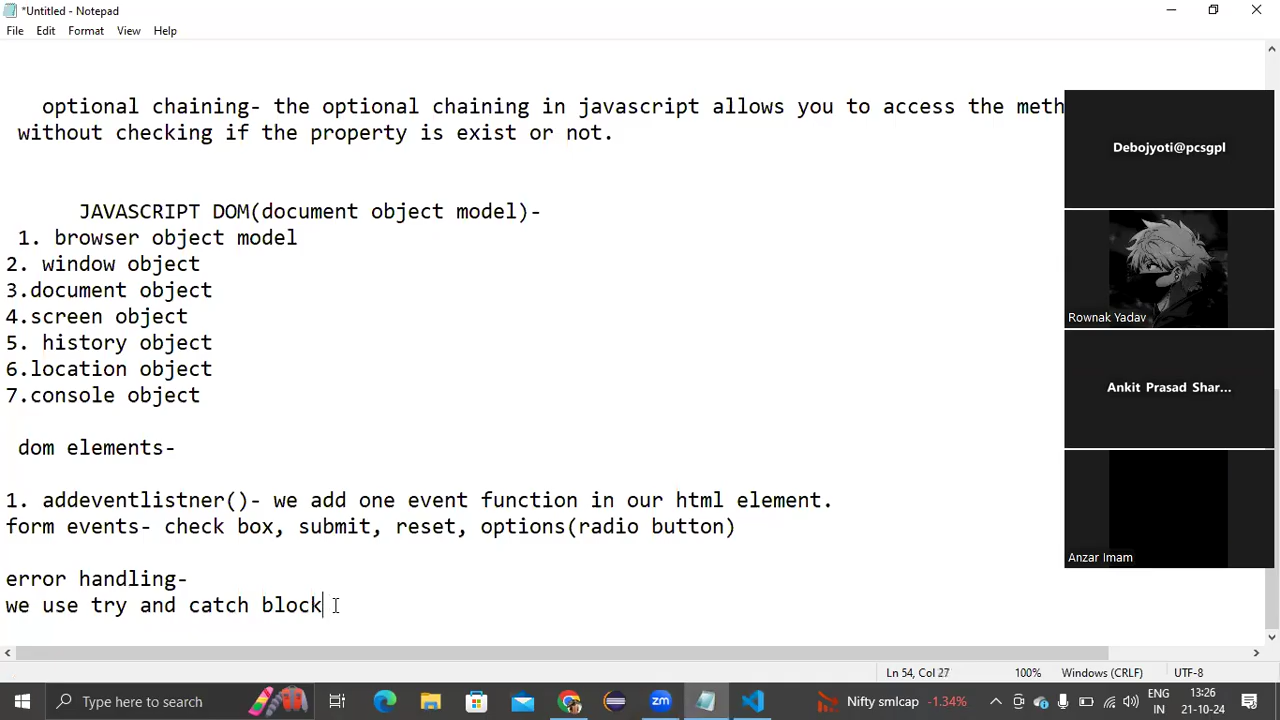 *Untitled - Notepad
File Edit Format View Help
optional chaining- the optional chaining in javascript allows you to access the meth
without checking if the property is exist or not.
JAVASCRIPT DOM(document object model)-
1. browser object model
2. window object
3.document object
4.screen object
5. history object
6.location object
7.console object
dom elements-
1. addeventlistner()- we add one event function in our html element.
form events- check box, submit, reset, options(radio button)
error handling-
we use try and catch block
Debojyoti@pcsgpl
Rownak Yadav
Ankit Prasad Shar...
Anzar Imam
Ln 54, Col 27 100% Windows (CRLF) UTF-8
Type here to search
zm
Nifty smlcap -1.34%
ENG
IN
13:26
21-10-24